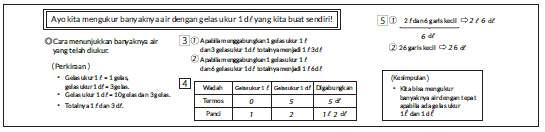 Ayo kita mengukur banyaknya air dengan gelas ukur 1 dℓ yang kita buat sendiri!
◎Cara menunjukkan banyaknya air yang telah diukur.
(Perkiraan)
• Gelas ukur 1 ℓ = 1 gelas, gelas ukur 1 dℓ = 3 gelas.
• Gelas ukur 1 dℓ = 10 gelas dan 3 gelas.
• Totalnya 1 ℓ dan 3 dℓ.
3 ① Apabila menggabungkan 1 gelas ukur 1 ℓ
dan 3 gelas ukur 1 dℓ totalnya menjadi 1 ℓ 3 dℓ
② Apabila menggabungkan 1 gelas ukur 1 ℓ
dan 6 gelas ukur 1 dℓ totalnya menjadi 1 ℓ 6 dℓ
4
Wadah Gelas ukur 1 ℓ Gelas ukur 1 dℓ Digabungkan
Termos 0 5 5 dℓ
Panci 1 2 1 ℓ 2 dℓ
5 ① 2 ℓ dan 6 garis kecil ⇨ 2 ℓ 6 dℓ
6 dℓ
② 26 garis kecil ⇨ 26 dℓ
(Kesimpulan)
• Kita bisa mengukur banyaknya air dengan tepat apabila ada gelas ukur 1 ℓ dan 1 dℓ